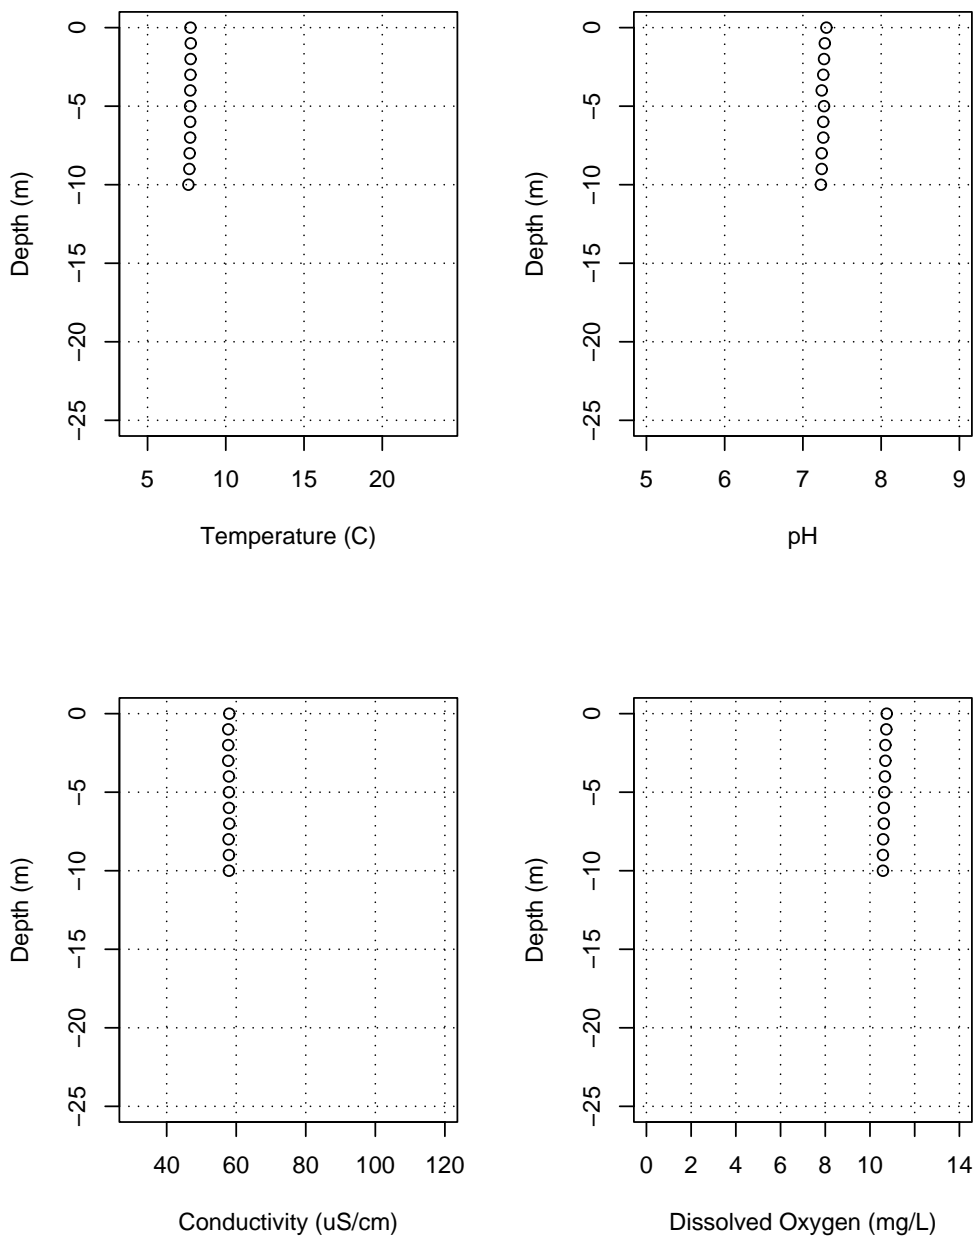 0
−5
−10
−15
−20
−25
Depth (m)
5 10 15 20
Temperature (C)
0
−5
−10
−15
−20
−25
Depth (m)
5 6 7 8 9
pH
0
−5
−10
−15
−20
−25
Depth (m)
40 60 80 100 120
Conductivity (uS/cm)
0
−5
−10
−15
−20
−25
Depth (m)
0 2 4 6 8 10 14
Dissolved Oxygen (mg/L)